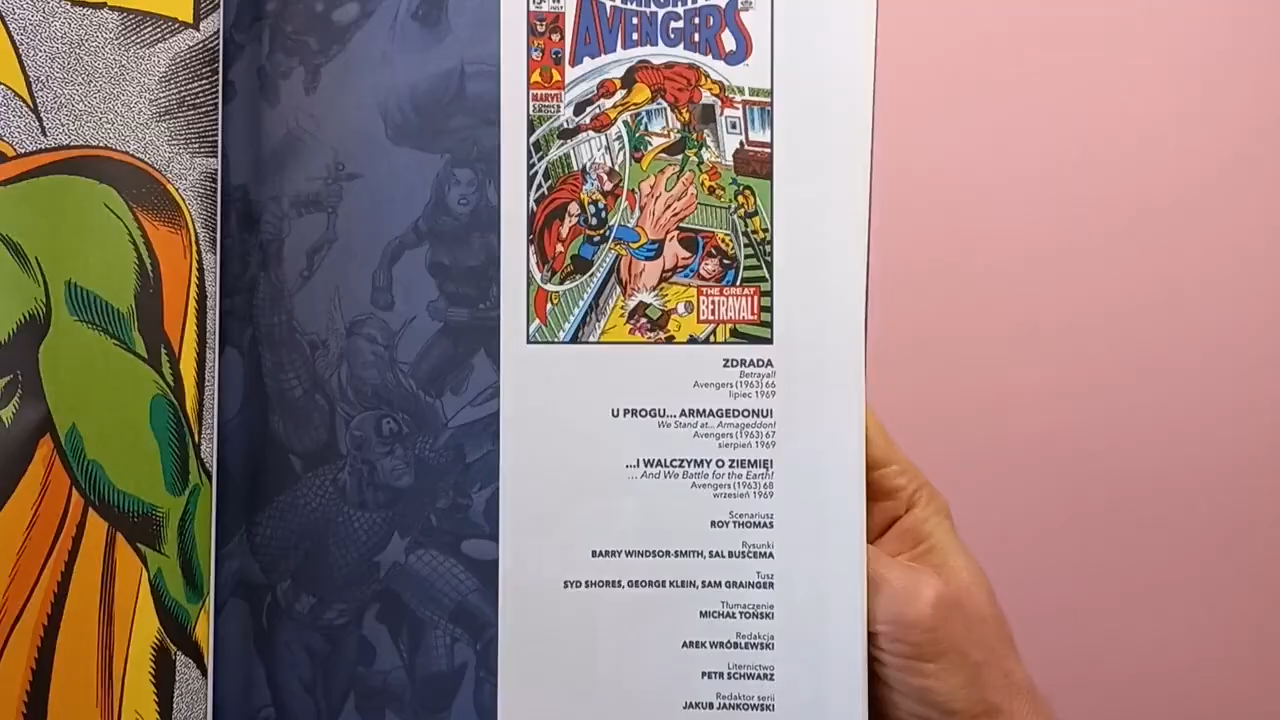 AVENGERS
MARVEL
COMICS
GROUP
THE GREAT
BETRAYAL!
ZDRADA
Betrayal!
Avengers (1963) 66
lipiec 1969
U PROGU... ARMAGEDONU!
We Stand at... Armageddon!
Avengers (1963) 67
sierpień 1969
...I WALCZYMY O ZIEMIĘ!
... And We Battle for the Earth!
Avengers (1963) 68
wrzesień 1969
Scenariusz
ROY THOMAS
Rysunki
BARRY WINDSOR-SMITH, SAL BUSCEMA
Tusz
SYD SHORES, GEORGE KLEIN, SAM GRAINGER
Tłumaczenie
MICHAŁ TOŃSKI
Redakcja
AREK WRÓBLEWSKI
Liternictwo
PETR SCHWARZ
Redaktor serii
JAKUB JANKOWSKI